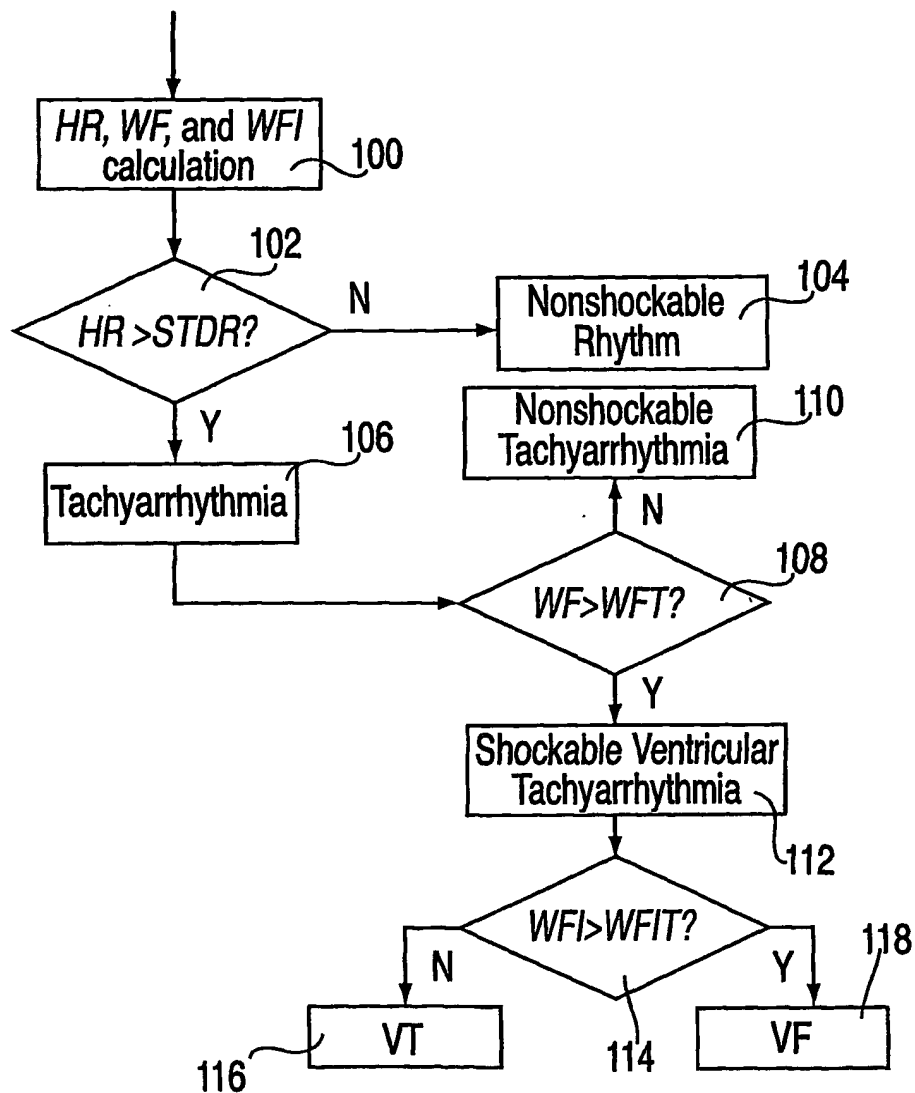 HR, WF, and WFI
calculation
100
102
HR >STDR?
N
Nonshockable
Rhythm
104
Y
106
Tachyarrhythmia
Nonshockable
Tachyarrhythmia
110
N
WF>WFT?
108
Y
Shockable Ventricular
Tachyarrhythmia
112
WFI>WFIT?
114
N
Y
VT
116
VF
118